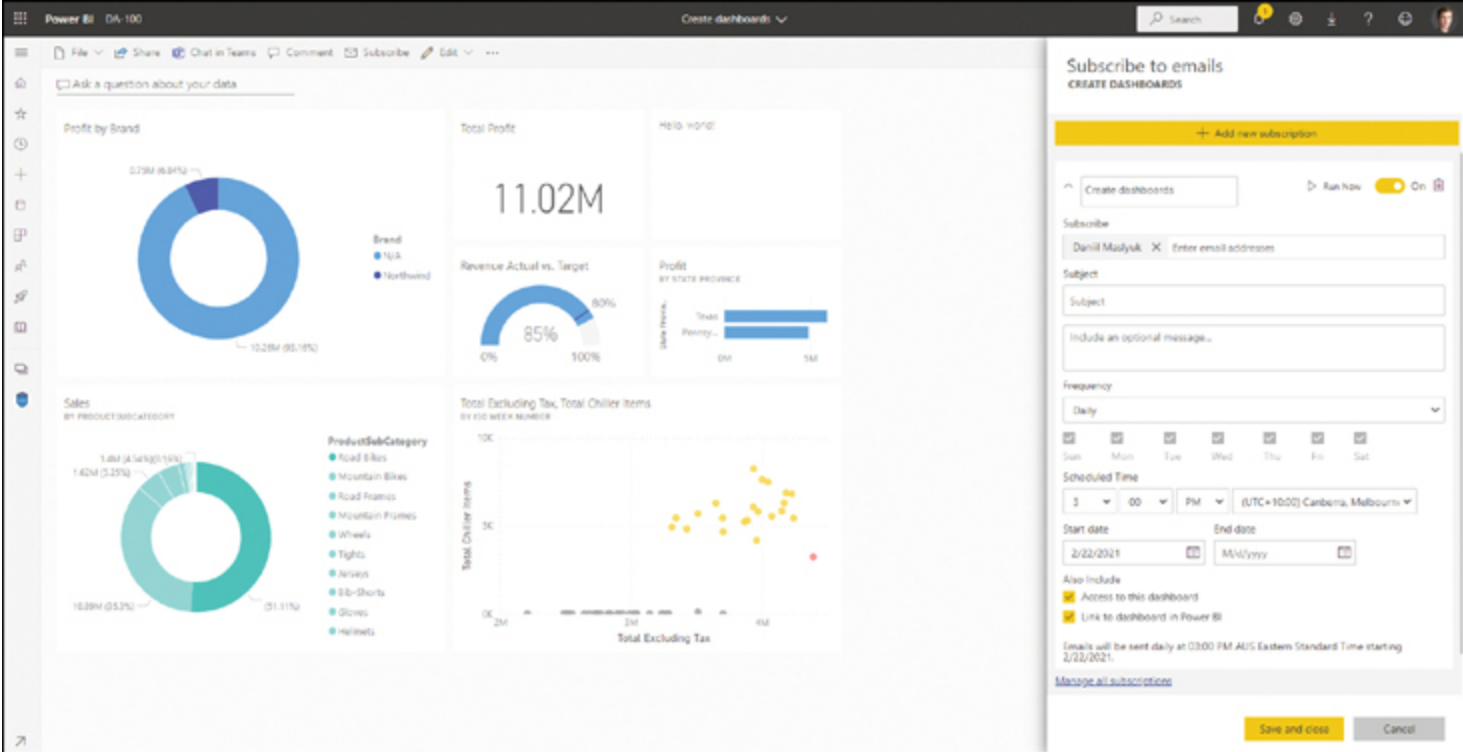 Power BI DA-100
Create dashboards
Search
File Share Chat in Teams Comment Subscribe Edit ...
Ask a question about your data
Profit by Brand
0.75M (6.84%)
10.26M (93.16%)
Brand
N/A
Northwind
Total Profit
11.02M
Hello world!
Revenue Actual vs. Target
80%
85%
0% 100%
Profit
BY STATE PROVINCE
Texas
0M 5M
Sales
BY PRODUCTSUBCATEGORY
1.62M (5.25%)
10.89M (35.3%)
(51.11%)
ProductSubCategory
Road Bikes
Mountain Bikes
Road Frames
Mountain Frames
Wheels
Tights
Jerseys
Bib-Shorts
Gloves
Helmets
Total Excluding Tax, Total Chiller Items
BY ISO WEEK NUMBER
Total Chiller Items
10K
5K
0K
2M 3M 4M
Total Excluding Tax
Subscribe to emails
CREATE DASHBOARDS
+ Add new subscription
Create dashboards
Run Now On
Subscribe
Daniil Maslyuk Enter email addresses
Subject
Subject
Include an optional message...
Frequency
Daily
Sun Mon Tue Wed Thu Fri Sat
Scheduled Time
3 00 PM (UTC+10:00) Canberra, Melbourn
Start date End date
2/22/2021 M/d/yyyy
Also Include
Access to this dashboard
Link to dashboard in Power BI
Emails will be sent daily at 03:00 PM AUS Eastern Standard Time starting
2/22/2021.
Manage all subscriptions
Save and close Cancel